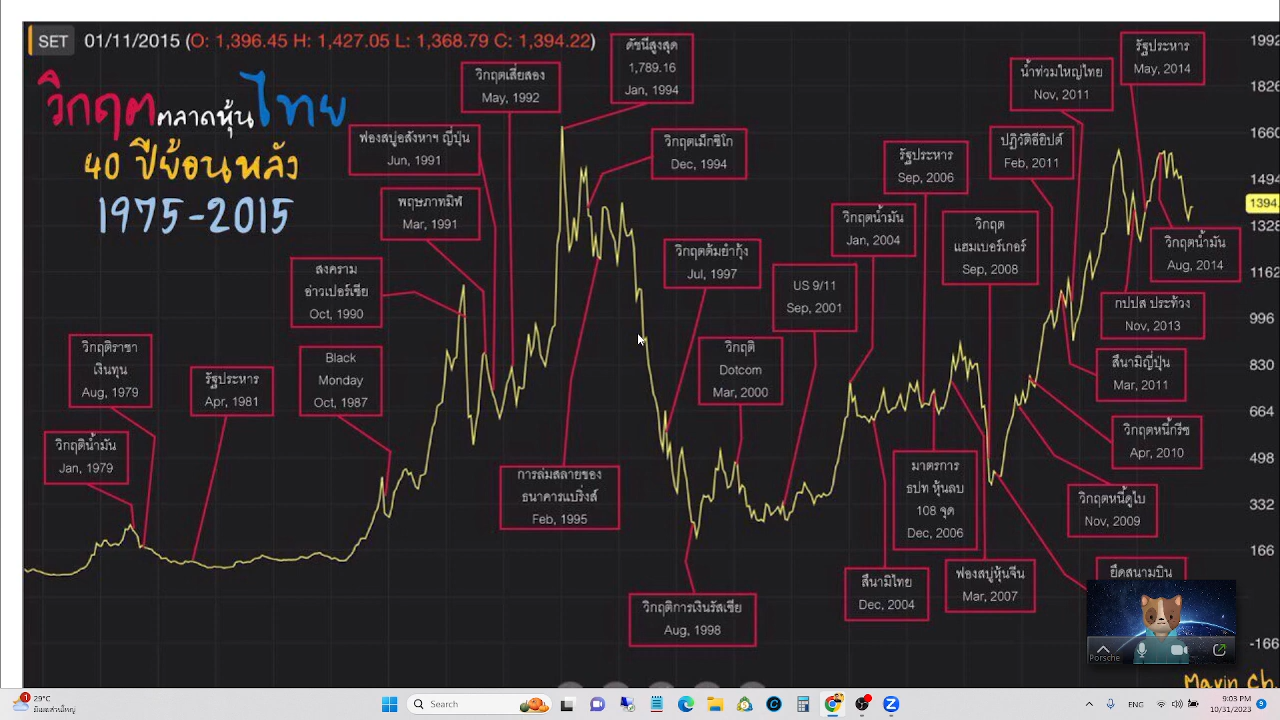 SET 01/11/2015 (O: 1,396.45 H: 1,427.05 L: 1,368.79 C: 1,394.22)
วิกฤตตลาดหุ้นไทย
40 ปีย้อนหลัง
1975-2015
วิกฤติน้ำมัน
Jan, 1979
วิกฤติราชา
เงินทุน
Aug, 1979
รัฐประหาร
Apr, 1981
Black
Monday
Oct, 1987
สงคราม
อ่าวเปอร์เซีย
Oct, 1990
พฤษภาทมิฬ
Mar, 1991
ฟองสบู่อสังหาฯ ญี่ปุ่น
Jun, 1991
วิกฤตเสี่ยสอง
May, 1992
ดัชนีสูงสุด
1,789.16
Jan, 1994
วิกฤตเม็กซิโก
Dec, 1994
การล่มสลายของ
ธนาคารแบริ่งส์
Feb, 1995
วิกฤตต้มยำกุ้ง
Jul, 1997
วิกฤติการเงินรัสเซีย
Aug, 1998
วิกฤติ
Dotcom
Mar, 2000
US 9/11
Sep, 2001
วิกฤตน้ำมัน
Jan, 2004
สึนามิไทย
Dec, 2004
รัฐประหาร
Sep, 2006
มาตรการ
ธปท หุ้นลบ
108 จุด
Dec, 2006
ฟองสบู่หุ้นจีน
Mar, 2007
วิกฤต
แฮมเบอร์เกอร์
Sep, 2008
ยึดสนามบิน
วิกฤตหนี้ดูไบ
Nov, 2009
วิกฤตหนี้กรีซ
Apr, 2010
ปฏิวัติอียิปต์
Feb, 2011
สึนามิญี่ปุ่น
Mar, 2011
น้ำท่วมใหญ่ไทย
Nov, 2011
กปปส ประท้วง
Nov, 2013
รัฐประหาร
May, 2014
วิกฤตน้ำมัน
Aug, 2014
1992
1826
1660
1494
1394
1328
1162
996
830
664
498
332
166
-166
Porsche
Mavin Ch
29°C
Search
9:03 PM
10/31/2023